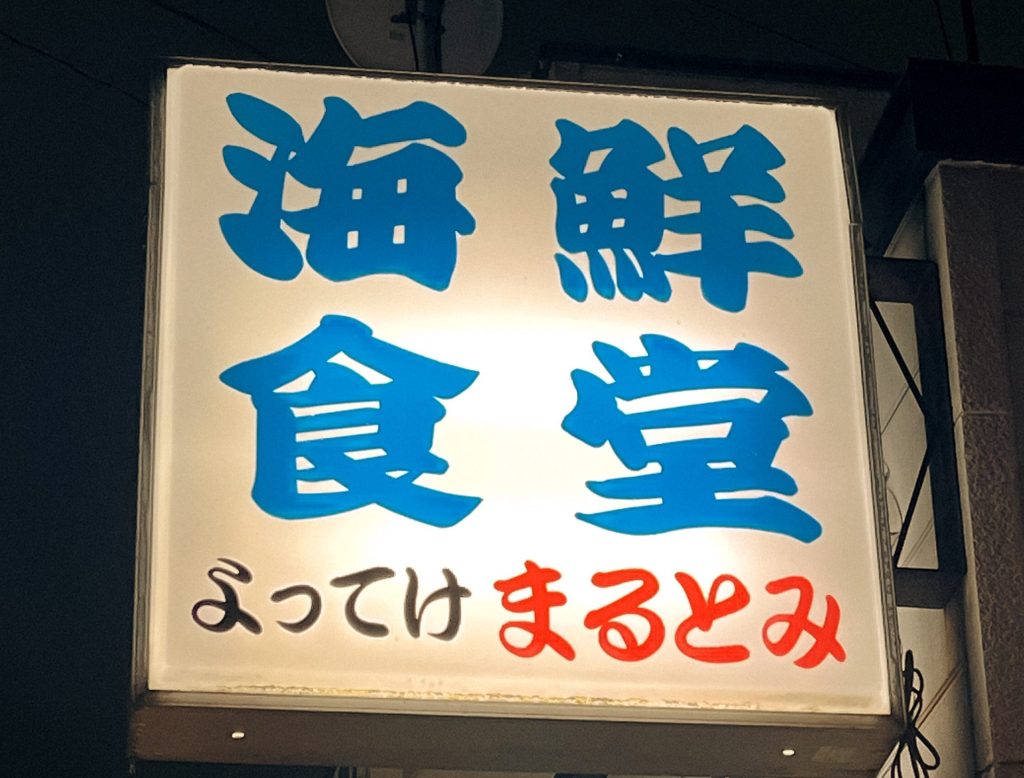 海鮮
食堂
よってけ まるとみ